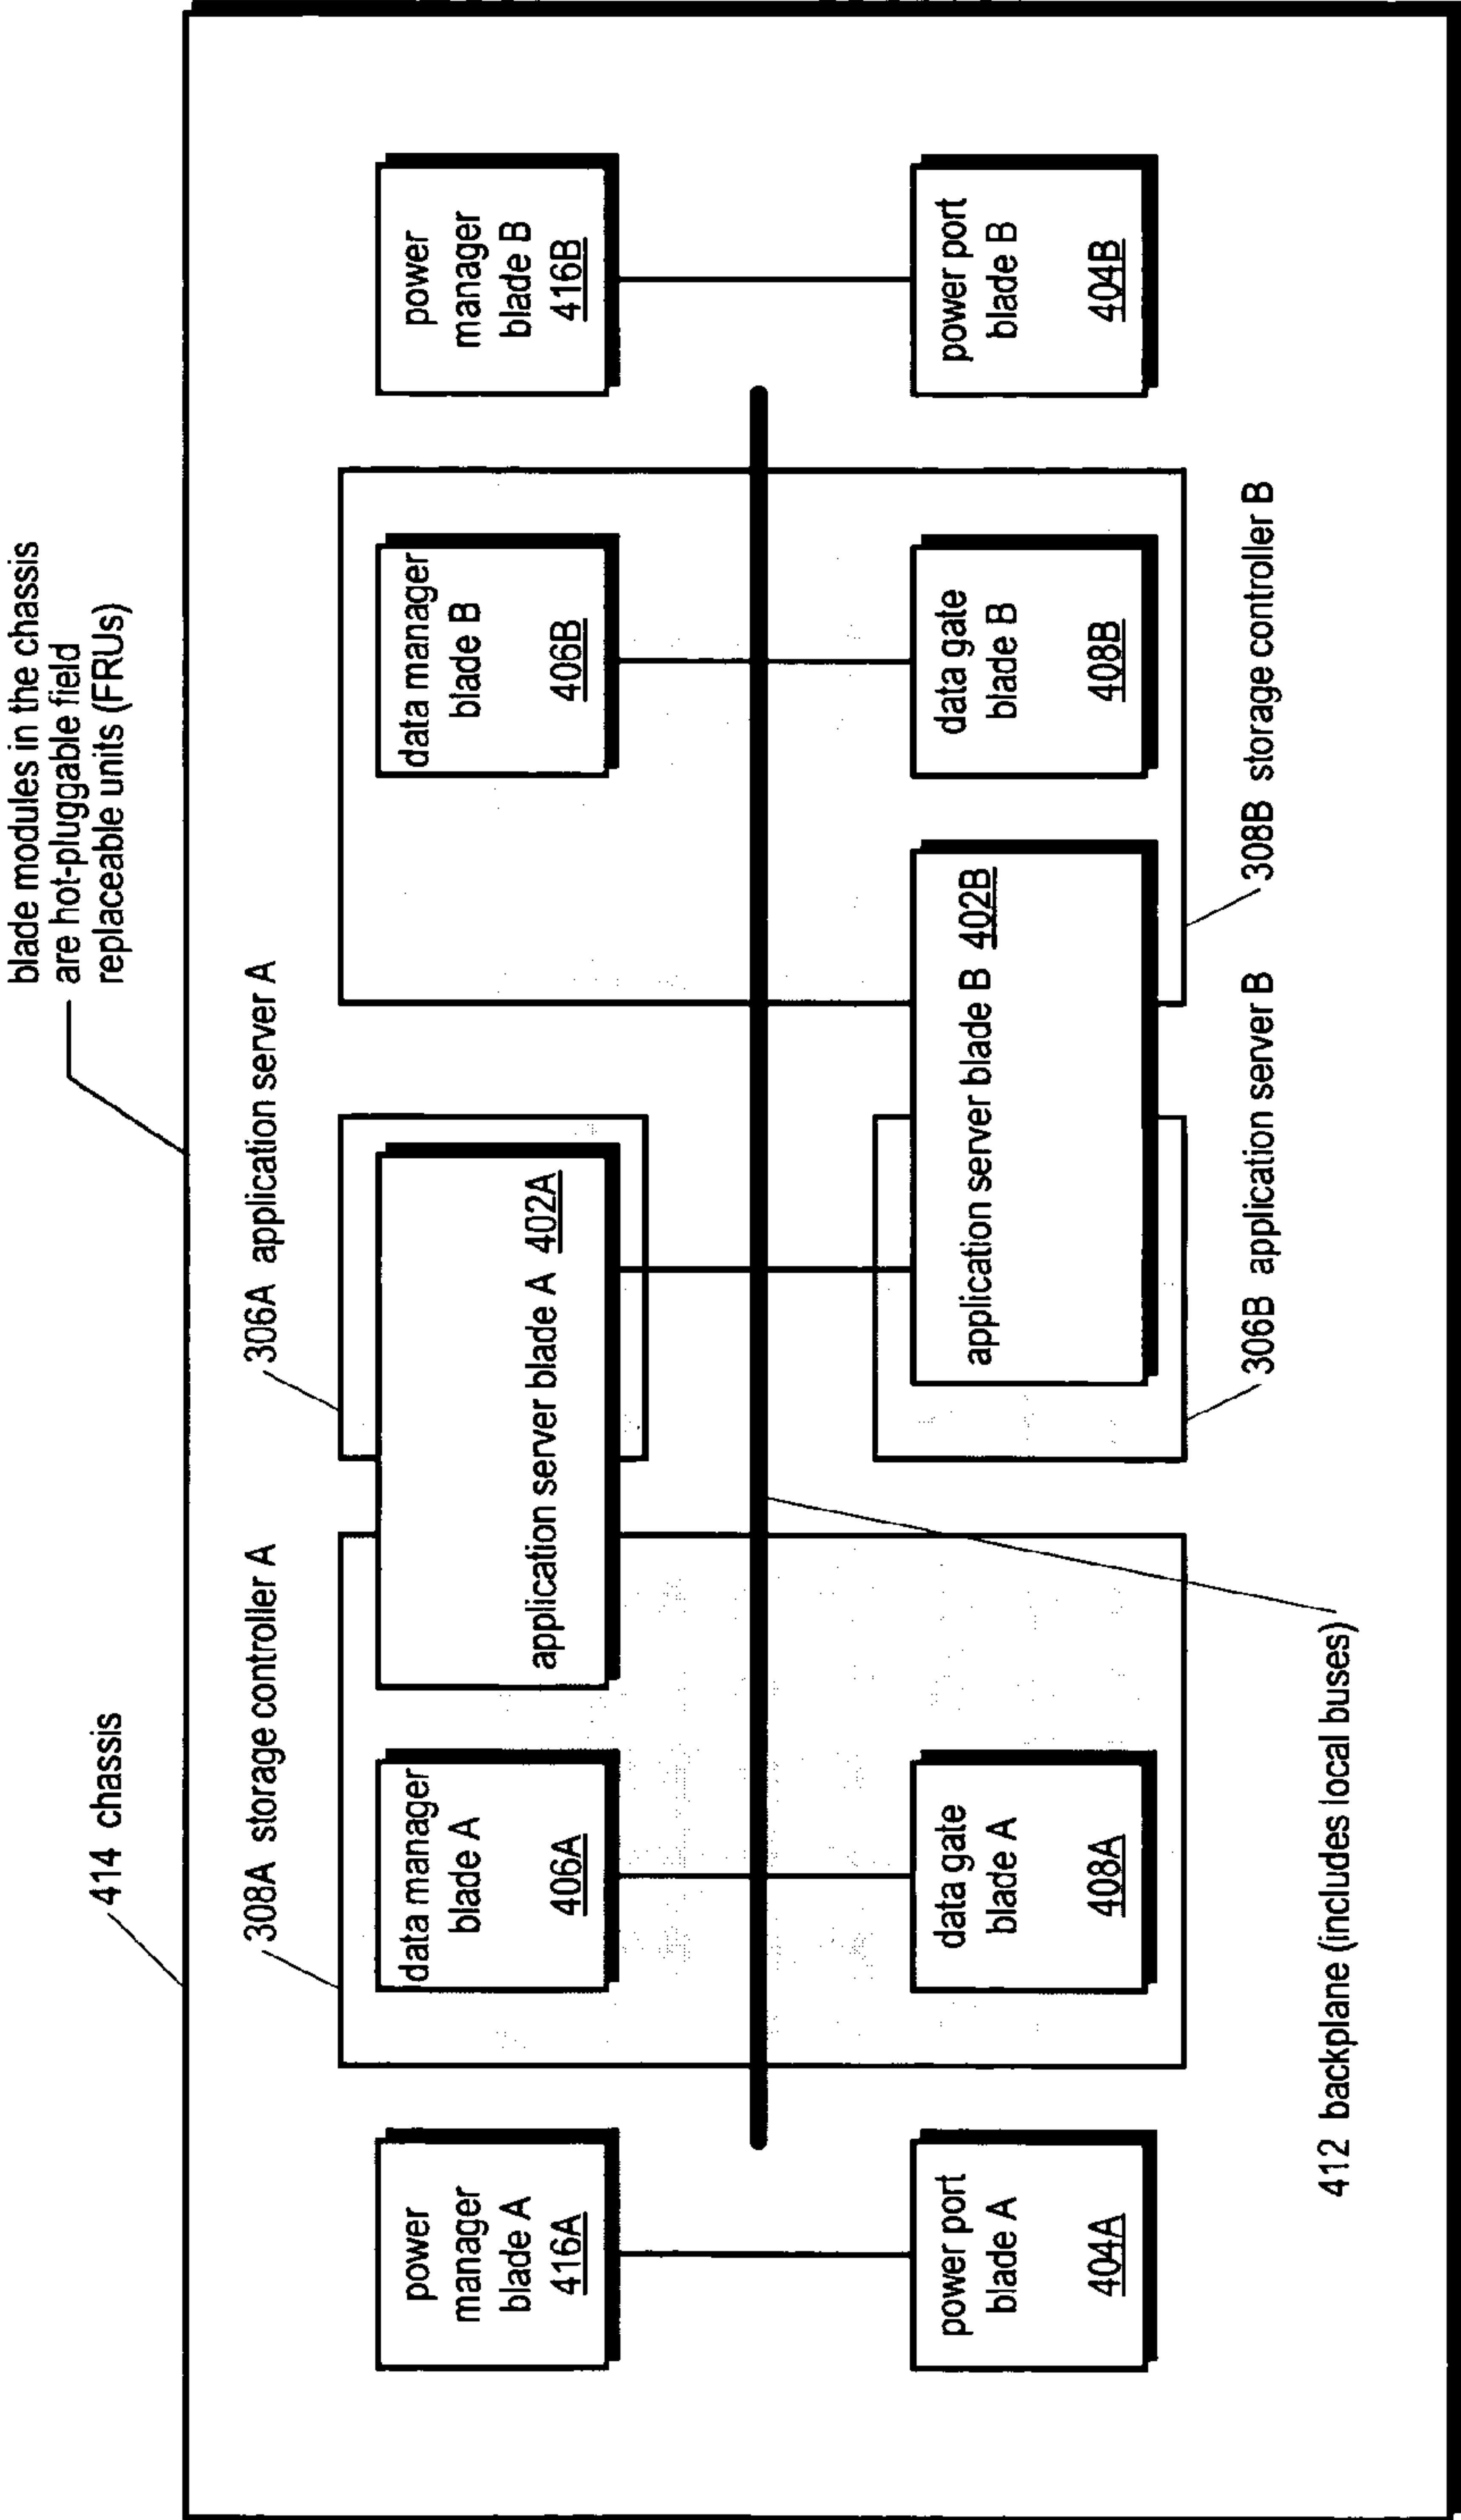 blade modules in the chassis
are hot-pluggable field
replaceable units (FRUs)
414 chassis
308A storage controller A
306A application server A
power
manager
blade A
416A
data manager
blade A
406A
application server blade A 402A
data manager
blade B
406B
power
manager
blade B
416B
power port
blade A
404A
data gate
blade A
408A
application server blade B 402B
data gate
blade B
408B
power port
blade B
404B
306B application server B
308B storage controller B
412 backplane (includes local buses)